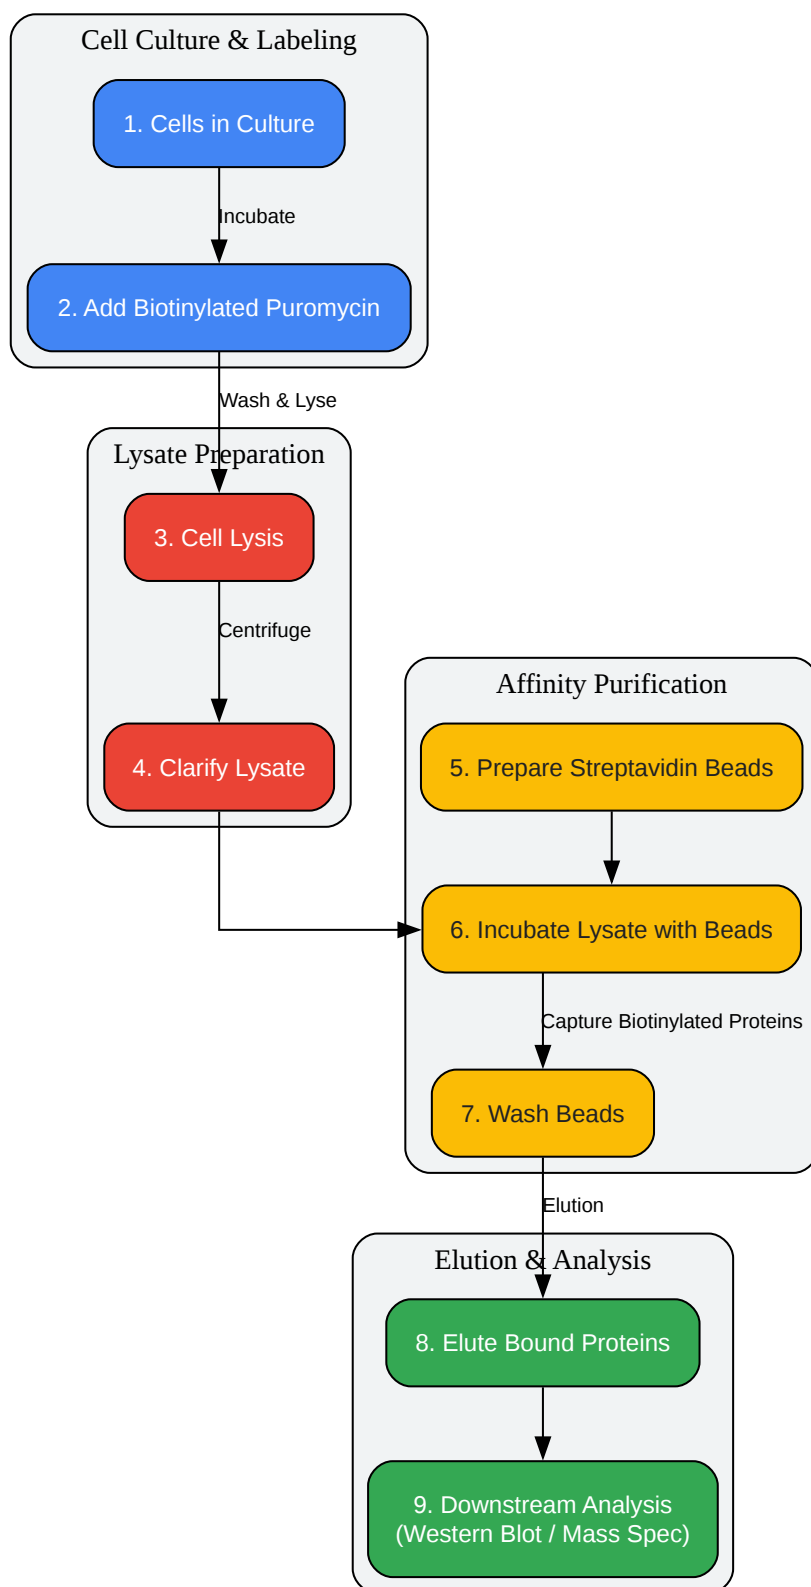 Cell Culture & Labeling
1. Cells in Culture
Incubate
2. Add Biotinylated Puromycin
Wash & Lyse
Lysate Preparation
3. Cell Lysis
Centrifuge
4. Clarify Lysate
Affinity Purification
5. Prepare Streptavidin Beads
6. Incubate Lysate with Beads
Capture Biotinylated Proteins
7. Wash Beads
Elution
Elution & Analysis
8. Elute Bound Proteins
9. Downstream Analysis
(Western Blot / Mass Spec)